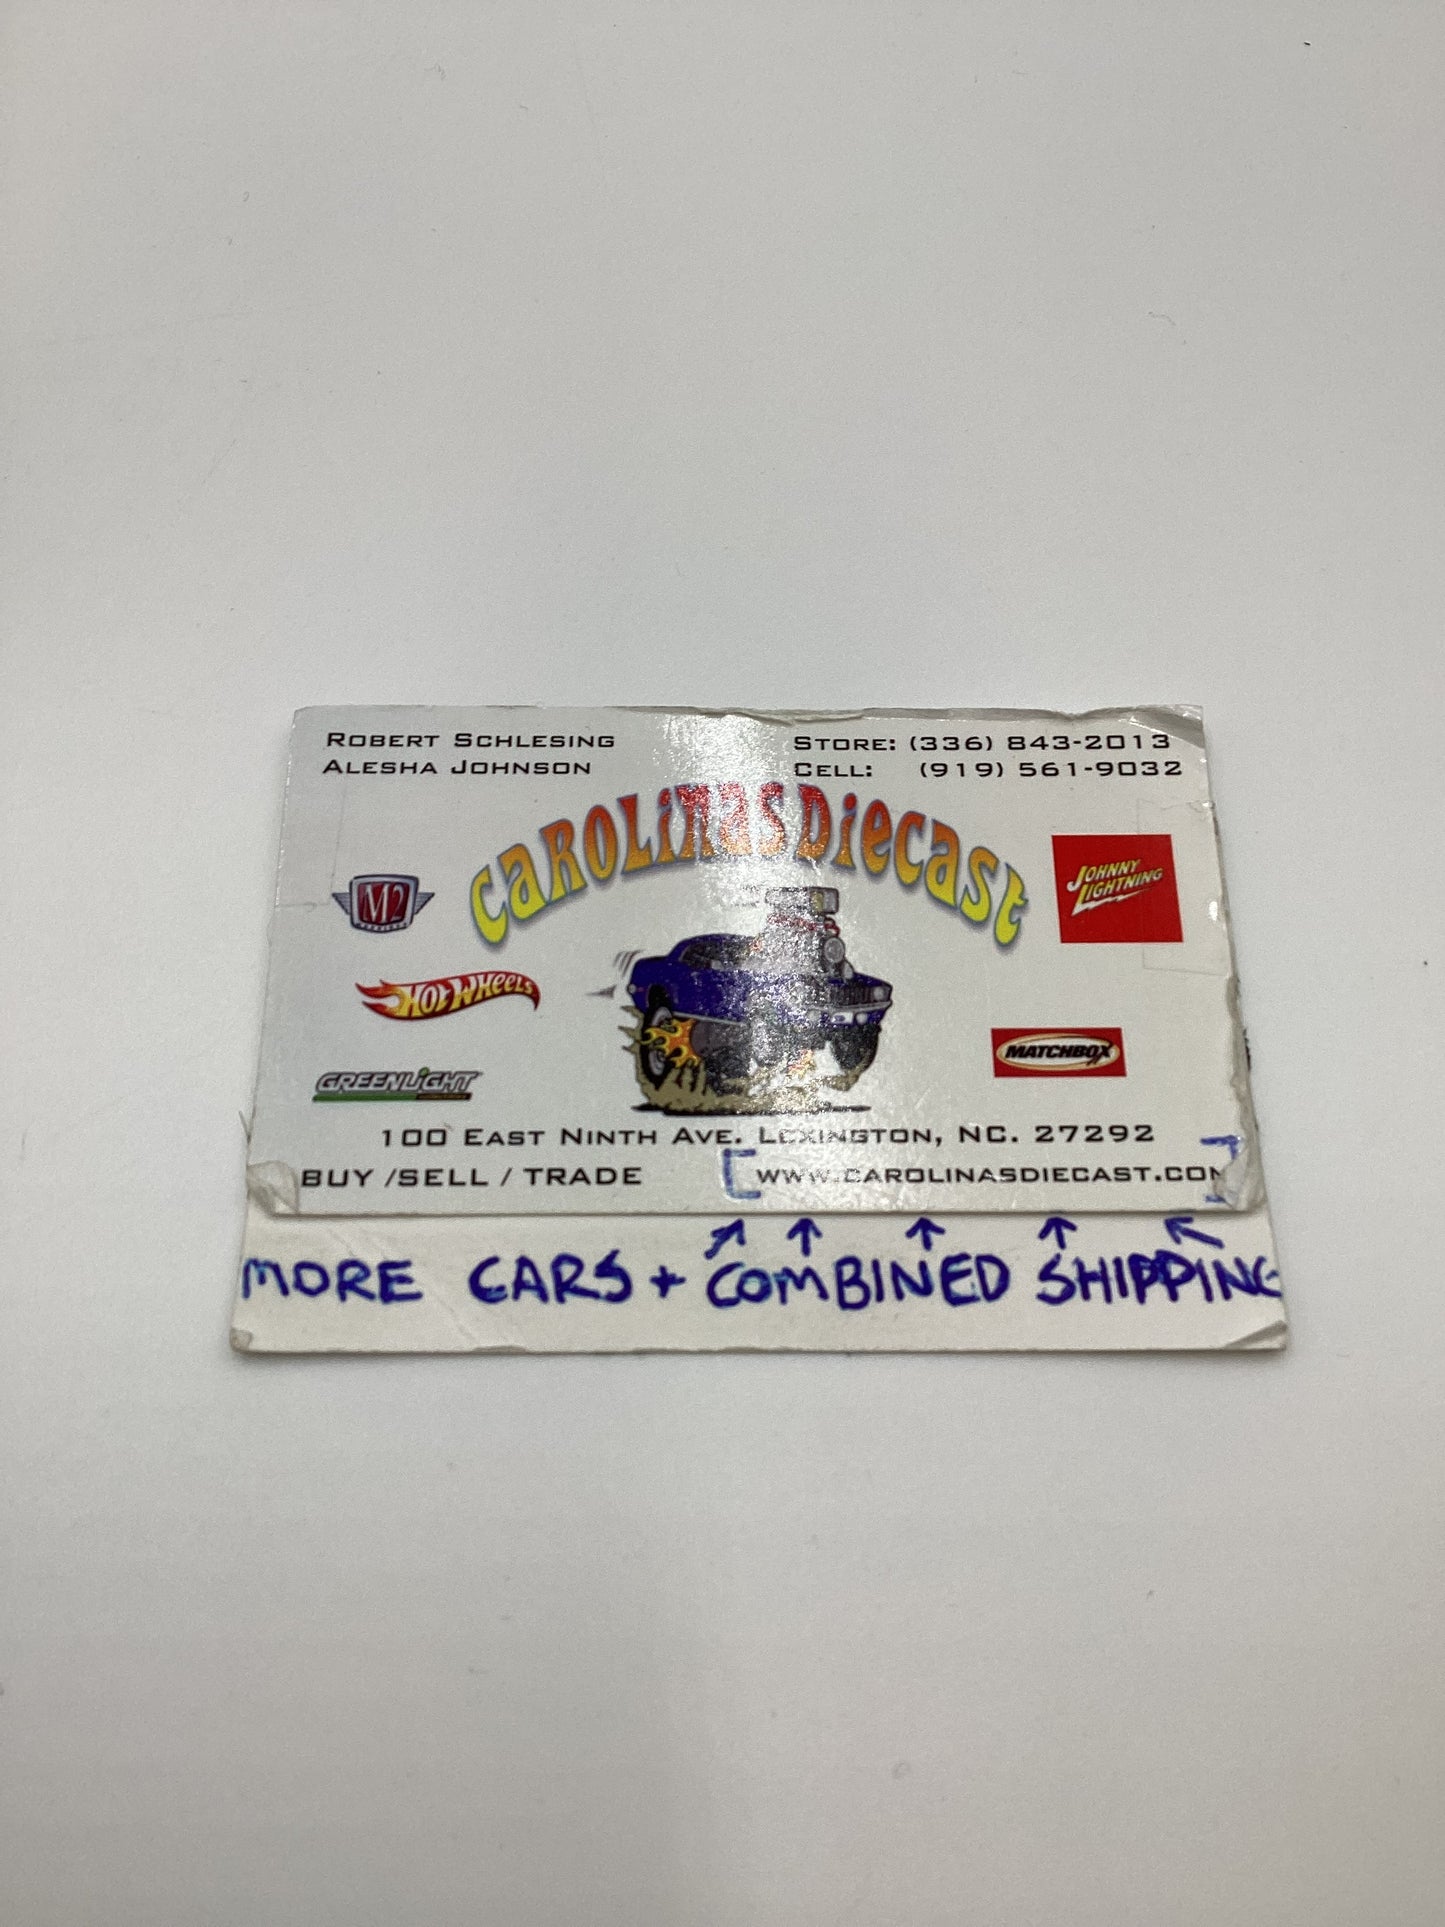 Robert Schlesing
Alesha Johnson
Store: (336) 843-2013
Cell: (919) 561-9032
Carolinas Diecast
M2
Johnny Lightning
Hot Wheels
Matchbox
Greenlight
100 East Ninth Ave. Lexington, NC. 27292
BUY /SELL / TRADE
www.carolinasdiecast.com
MORE CARS + COMBINED SHIPPING